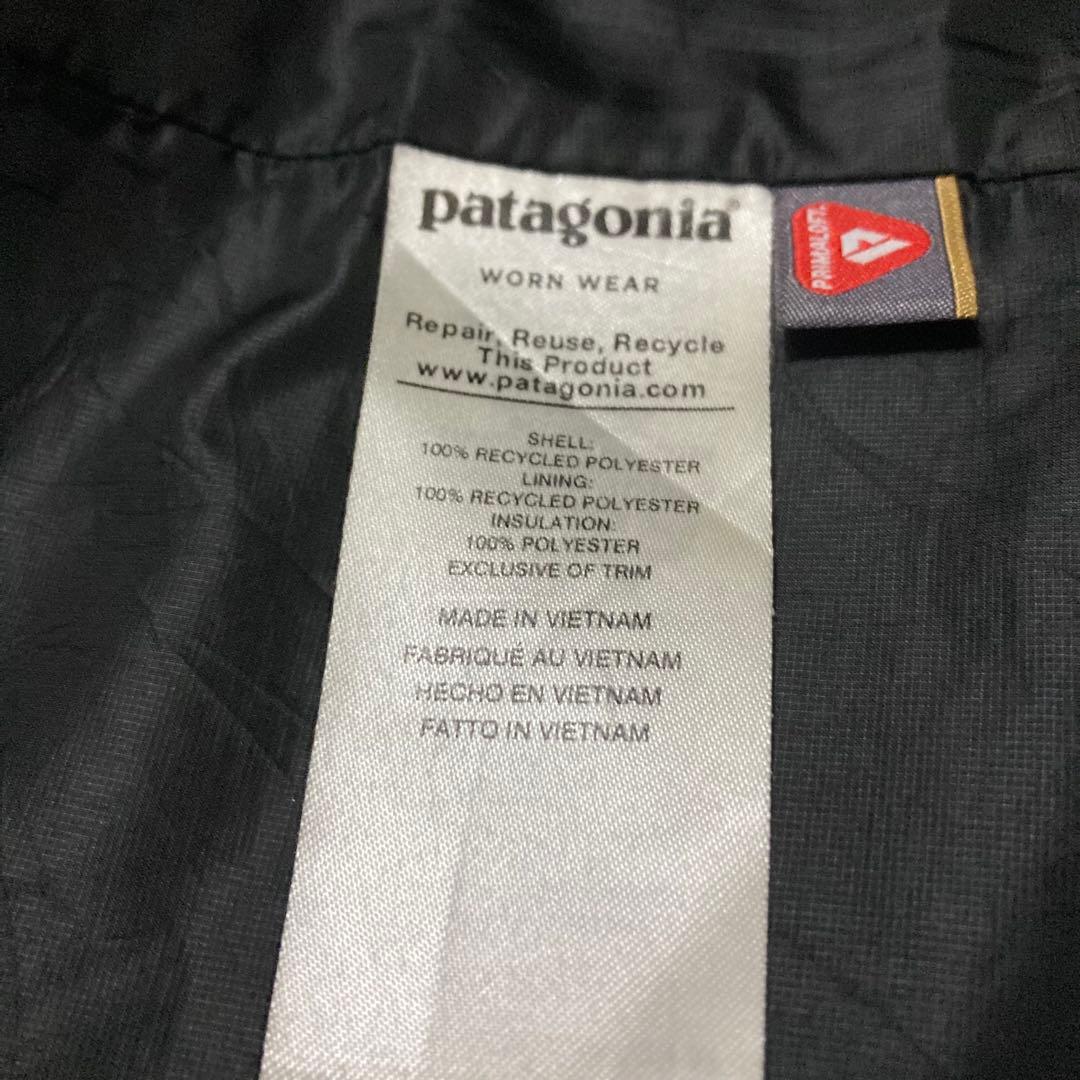 patagonia®
WORN WEAR
Repair, Reuse, Recycle
This Product
www.patagonia.com
SHELL:
100% RECYCLED POLYESTER
LINING:
100% RECYCLED POLYESTER
INSULATION:
100% POLYESTER
EXCLUSIVE OF TRIM
MADE IN VIETNAM
FABRIQUÉ AU VIETNAM
HECHO EN VIETNAM
FATTO IN VIETNAM
PRIMALOFT